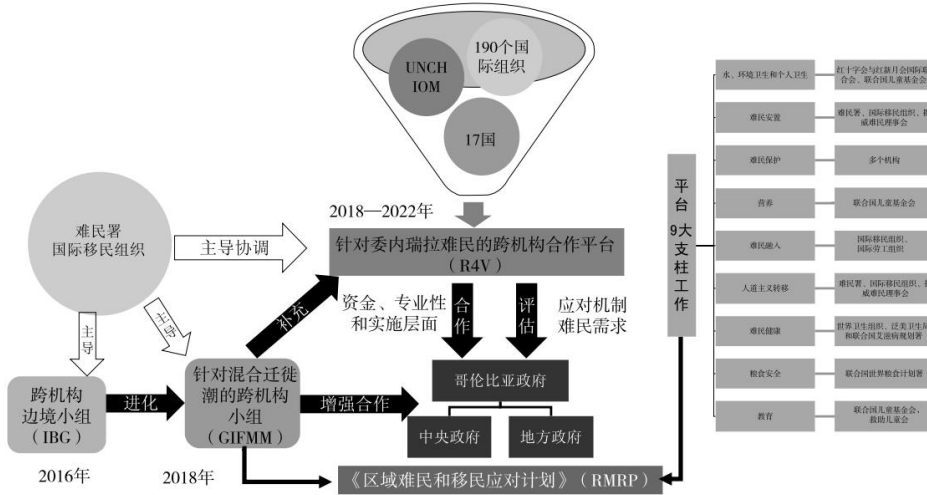 190个国
际组织
UNCH
IOM
17国
2018—2022年
难民署
国际移民组织
主导协调
针对委内瑞拉难民的跨机构合作平台
(R4V)
主导
主导
补充
资金、专业性
和实施层面
合作
评估
应对机制
难民需求
跨机构
边境小组
(IBG)
进化
针对混合迁徙
潮的跨机构
小组
(GIFMM)
增强合作
哥伦比亚政府
中央政府
地方政府
2016年
2018年
《区域难民和移民应对计划》(RMRP)
平台9大支柱工作
水、环境卫生和个人卫生
红十字会与红新月会国际联
合会、联合国儿童基金会
难民安置
难民署、国际移民组织、挪
威难民理事会
难民保护
多个机构
营养
联合国儿童基金会
难民融入
国际移民组织、
国际劳工组织
人道主义转移
难民署、国际移民组织、挪
威难民理事会
难民健康
世界卫生组织、泛美卫生局
和联合国艾滋病规划署
粮食安全
联合国世界粮食计划署
教育
联合国儿童基金会、
救助儿童会